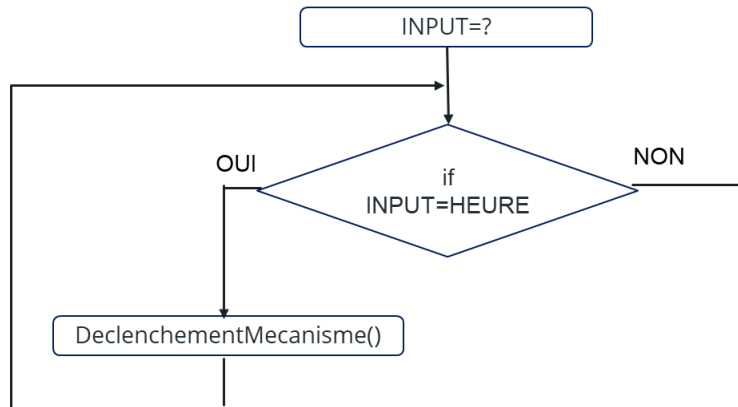 INPUT=?
OUI
NON
if
INPUT=HEURE
DeclenchementMecanisme()